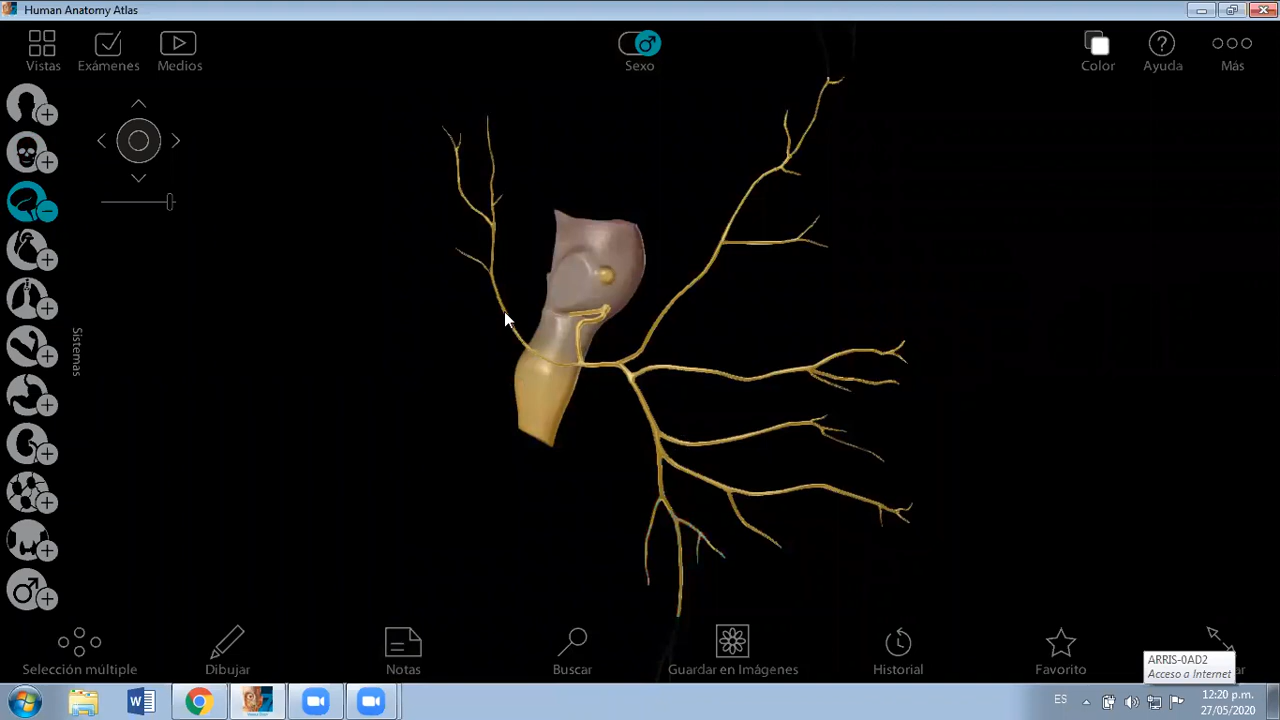 Human Anatomy Atlas
Vistas
Exámenes
Medios
Sexo
Color
Ayuda
Más
Sistemas
Selección múltiple
Dibujar
Notas
Buscar
Guardar en Imágenes
Historial
Favorito
ARRIS-0AD2
Acceso a Internet
ES
12:20 p.m.
27/05/2020